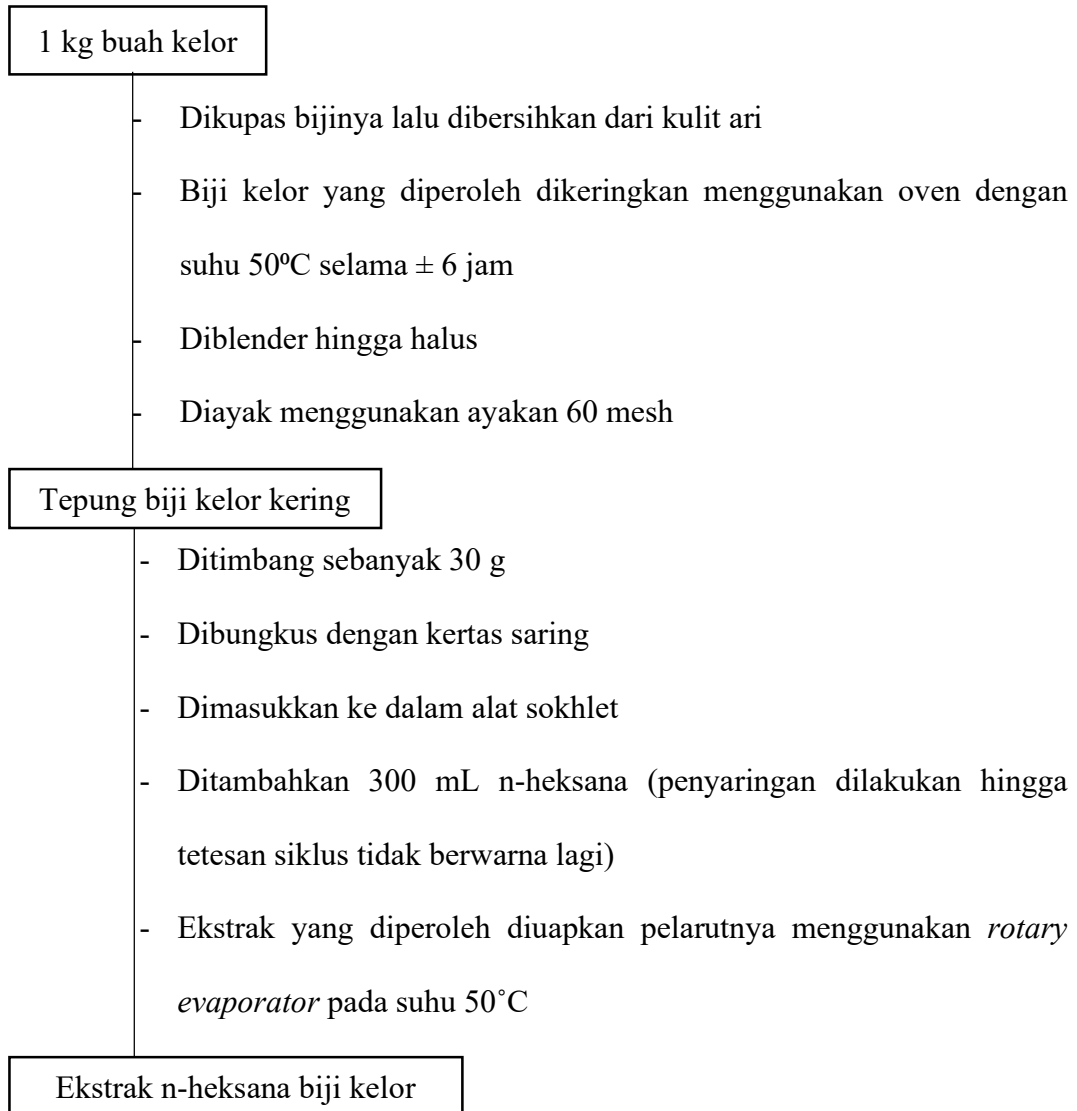 1 kg buah kelor
- Dikupas bijinya lalu dibersihkan dari kulit ari
- Biji kelor yang diperoleh dikeringkan menggunakan oven dengan
suhu 50⁰C selama ± 6 jam
- Diblender hingga halus
- Diayak menggunakan ayakan 60 mesh
Tepung biji kelor kering
- Ditimbang sebanyak 30 g
- Dibungkus dengan kertas saring
- Dimasukkan ke dalam alat sokhlet
- Ditambahkan 300 mL n-heksana (penyaringan dilakukan hingga
tetesan siklus tidak berwarna lagi)
- Ekstrak yang diperoleh diuapkan pelarutnya menggunakan rotary
evaporator pada suhu 50˚C
Ekstrak n-heksana biji kelor